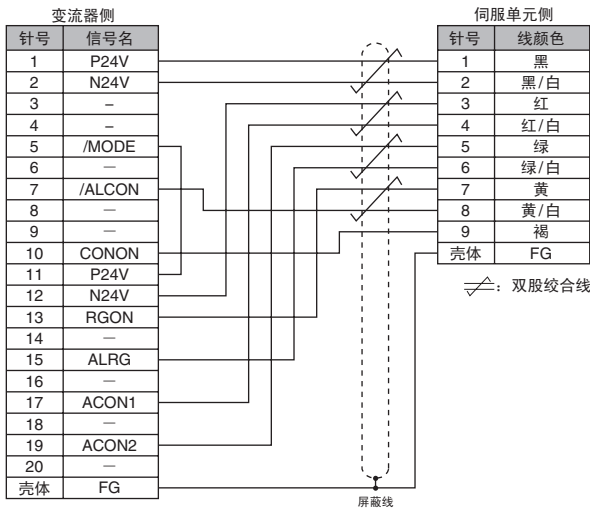 变流器侧
针号 信号名
1 P24V
2 N24V
3 –
4 –
5 /MODE
6 —
7 /ALCON
8 —
9 —
10 CONON
11 P24V
12 N24V
13 RGON
14 —
15 ALRG
16 —
17 ACON1
18 —
19 ACON2
20 —
壳体 FG
伺服单元侧
针号 线颜色
1 黑
2 黑/白
3 红
4 红/白
5 绿
6 绿/白
7 黄
8 黄/白
9 褐
壳体 FG
：双股绞合线
屏蔽线